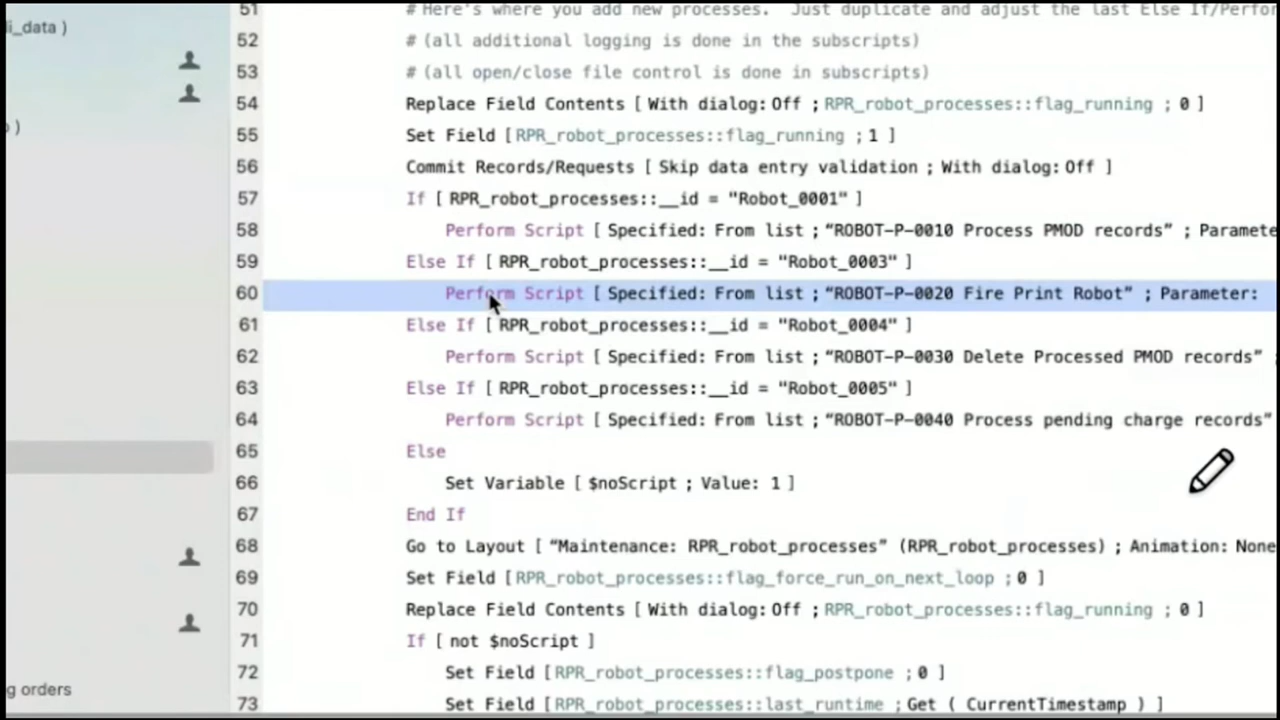 li_data )
)
g orders
51 # Here's where you add new processes. Just duplicate and adjust the last Else If/Perfor
52 # (all additional logging is done in the subscripts)
53 # (all open/close file control is done in subscripts)
54 Replace Field Contents [ With dialog: Off ; RPR_robot_processes::flag_running ; 0 ]
55 Set Field [ RPR_robot_processes::flag_running ; 1 ]
56 Commit Records/Requests [ Skip data entry validation ; With dialog: Off ]
57 If [ RPR_robot_processes::__id = "Robot_0001" ]
58 Perform Script [ Specified: From list ; “ROBOT-P-0010 Process PMOD records” ; Paramete
59 Else If [ RPR_robot_processes::__id = "Robot_0003" ]
60 Perform Script [ Specified: From list ; “ROBOT-P-0020 Fire Print Robot” ; Parameter:
61 Else If [ RPR_robot_processes::__id = "Robot_0004" ]
62 Perform Script [ Specified: From list ; “ROBOT-P-0030 Delete Processed PMOD records” ;
63 Else If [ RPR_robot_processes::__id = "Robot_0005" ]
64 Perform Script [ Specified: From list ; “ROBOT-P-0040 Process pending charge records”
65 Else
66 Set Variable [ $noScript ; Value: 1 ]
67 End If
68 Go to Layout [ “Maintenance: RPR_robot_processes” (RPR_robot_processes) ; Animation: None
69 Set Field [ RPR_robot_processes::flag_force_run_on_next_loop ; 0 ]
70 Replace Field Contents [ With dialog: Off ; RPR_robot_processes::flag_running ; 0 ]
71 If [ not $noScript ]
72 Set Field [ RPR_robot_processes::flag_postpone ; 0 ]
73 Set Field [ RPR_robot_processes::last_runtime ; Get ( CurrentTimestamp ) ]